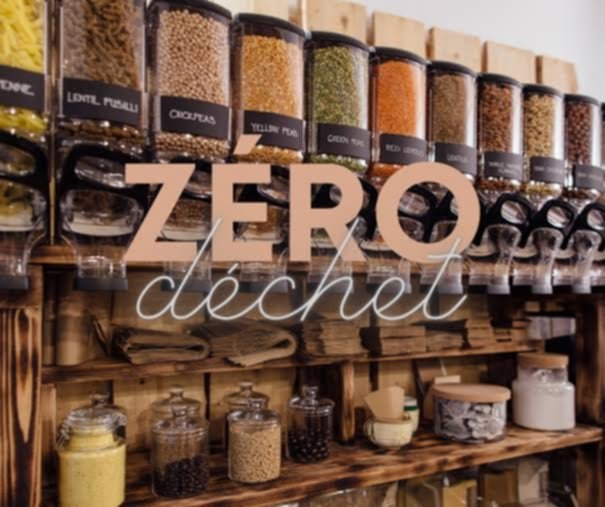 LENTIL FUSILLI
CHICKPEAS
YELLOW PEAS
GREEN PEAS
RED LENTILS
LENTILS
ZÉRO
déchet